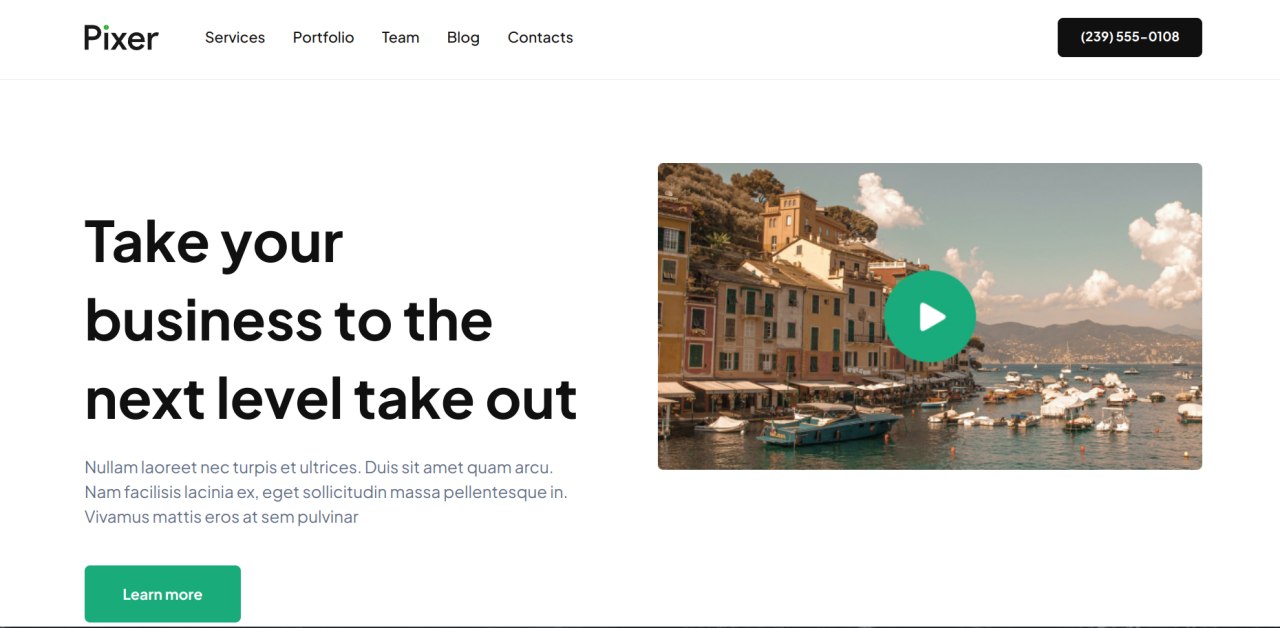 Pixer
Services
Portfolio
Team
Blog
Contacts
(239) 555-0108
Take your
business to the
next level take out
Nullam laoreet nec turpis et ultrices. Duis sit amet quam arcu.
Nam facilisis lacinia ex, eget sollicitudin massa pellentesque in.
Vivamus mattis eros at sem pulvinar
Learn more